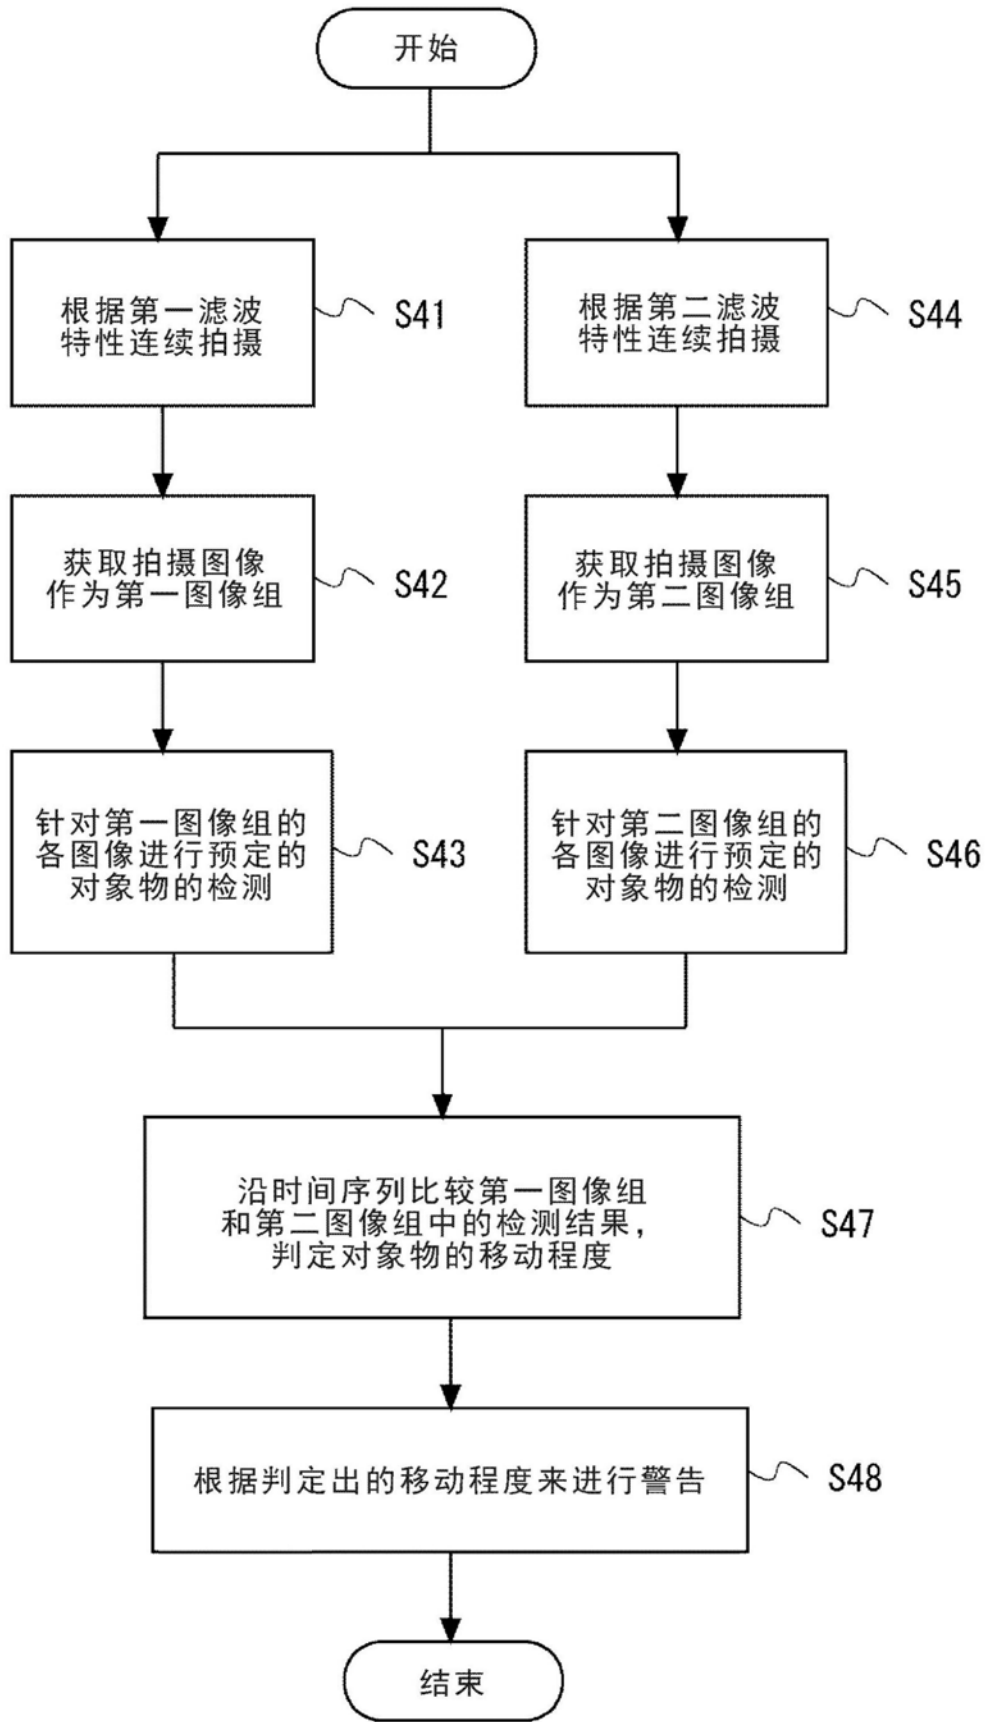 开始
根据第一滤波
特性连续拍摄
S41
根据第二滤波
特性连续拍摄
S44
获取拍摄图像
作为第一图像组
S42
获取拍摄图像
作为第二图像组
S45
针对第一图像组的
各图像进行预定的
对象物的检测
S43
针对第二图像组的
各图像进行预定的
对象物的检测
S46
沿时间序列比较第一图像组
和第二图像组中的检测结果，
判定对象物的移动程度
S47
根据判定出的移动程度来进行警告
S48
结束